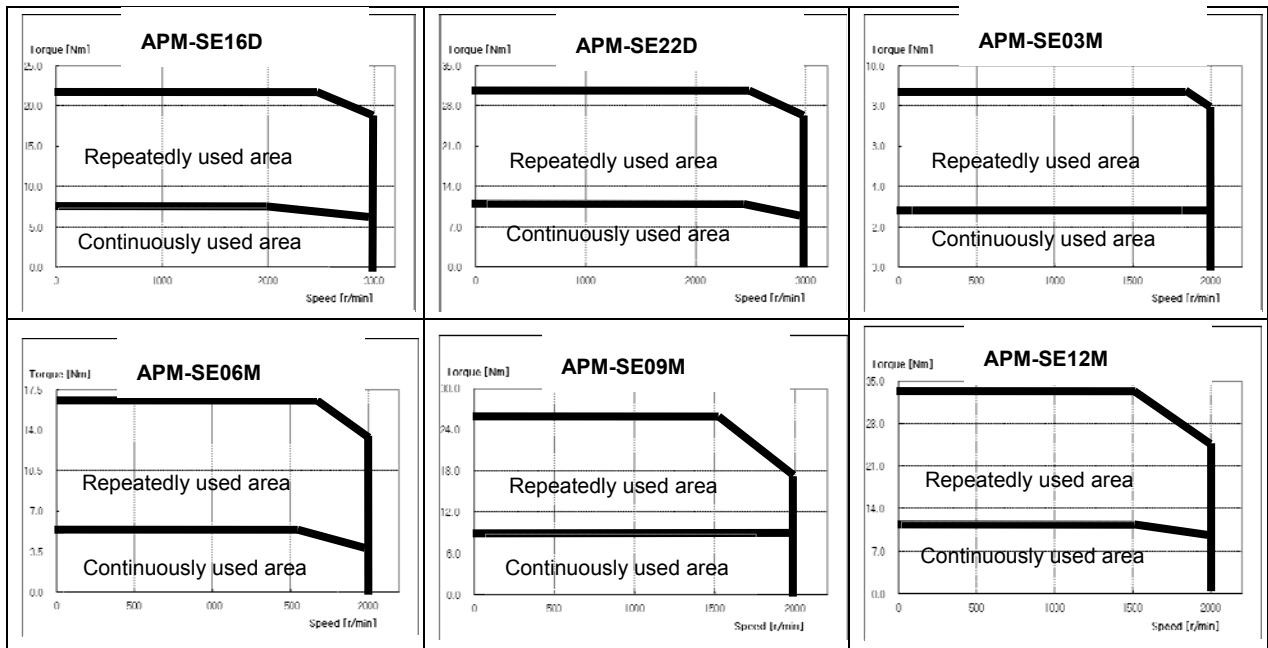 APM-SE16D
Torque [Nm]
25.0
20.0
15.0
10.0
5.0
0.0
Repeatedly used area
Continuously used area
0 1000 2000 3000
Speed [r/min]
APM-SE22D
Torque [Nm]
35.0
28.0
21.0
14.0
7.0
0.0
Repeatedly used area
Continuously used area
0 1000 2000 3000
Speed [r/min]
APM-SE03M
Torque [Nm]
10.0
2.0
Repeatedly used area
Continuously used area
0 500 1000 1500 2000
Speed [r/min]
APM-SE06M
Torque [Nm]
17.5
14.0
10.5
7.0
3.5
0.0
Repeatedly used area
Continuously used area
0 500 000 500 2000
Speed [r/min]
APM-SE09M
Torque [Nm]
30.0
24.0
18.0
12.0
6.0
0.0
Repeatedly used area
Continuously used area
0 500 1000 1500 2000
Speed [r/min]
APM-SE12M
Torque [Nm]
35.0
28.0
21.0
14.0
7.0
0.0
Repeatedly used area
Continuously used area
0 500 1000 1500 2000
Speed [r/min]